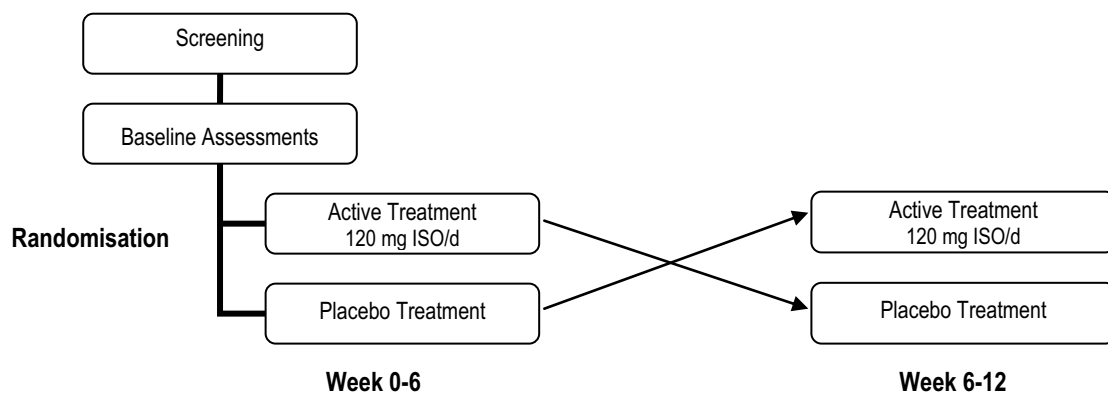 Screening
Baseline Assessments
Active Treatment
120 mg ISO/d
Active Treatment
120 mg ISO/d
Randomisation
Placebo Treatment
Placebo Treatment
Week 0-6
Week 6-12